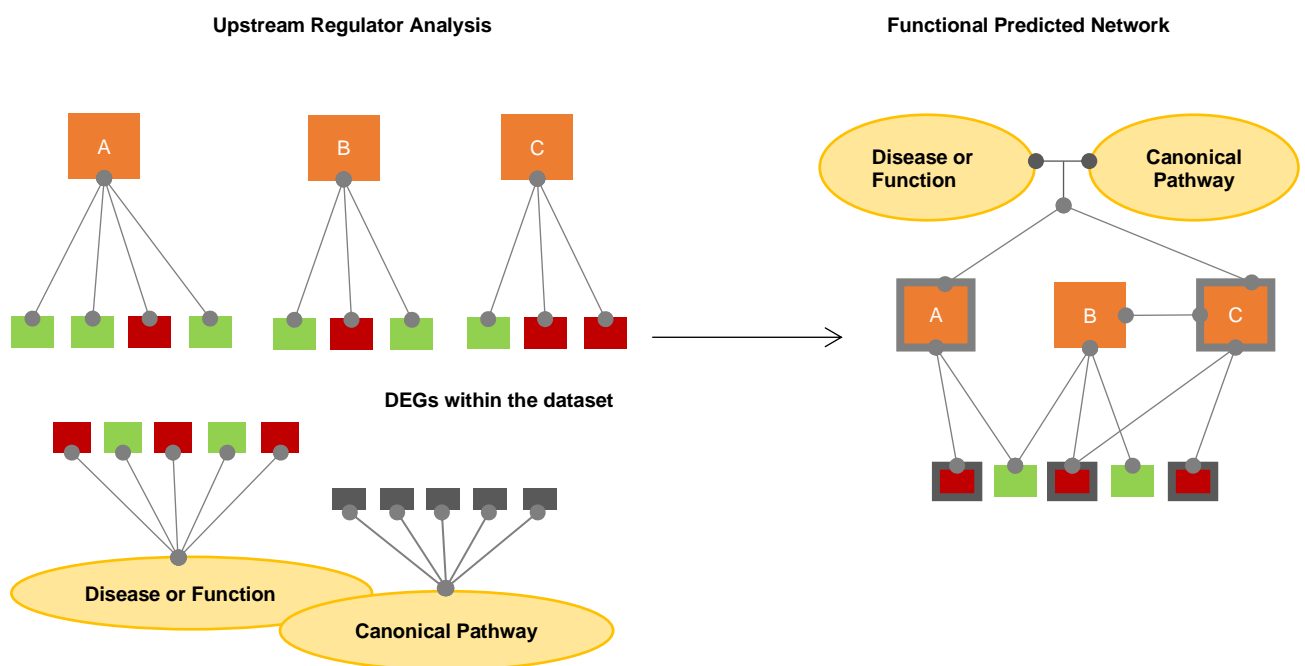 Upstream Regulator Analysis
Functional Predicted Network
A
B
C
Disease or
Function
Canonical
Pathway
A
B
C
DEGs within the dataset
Disease or Function
Canonical Pathway